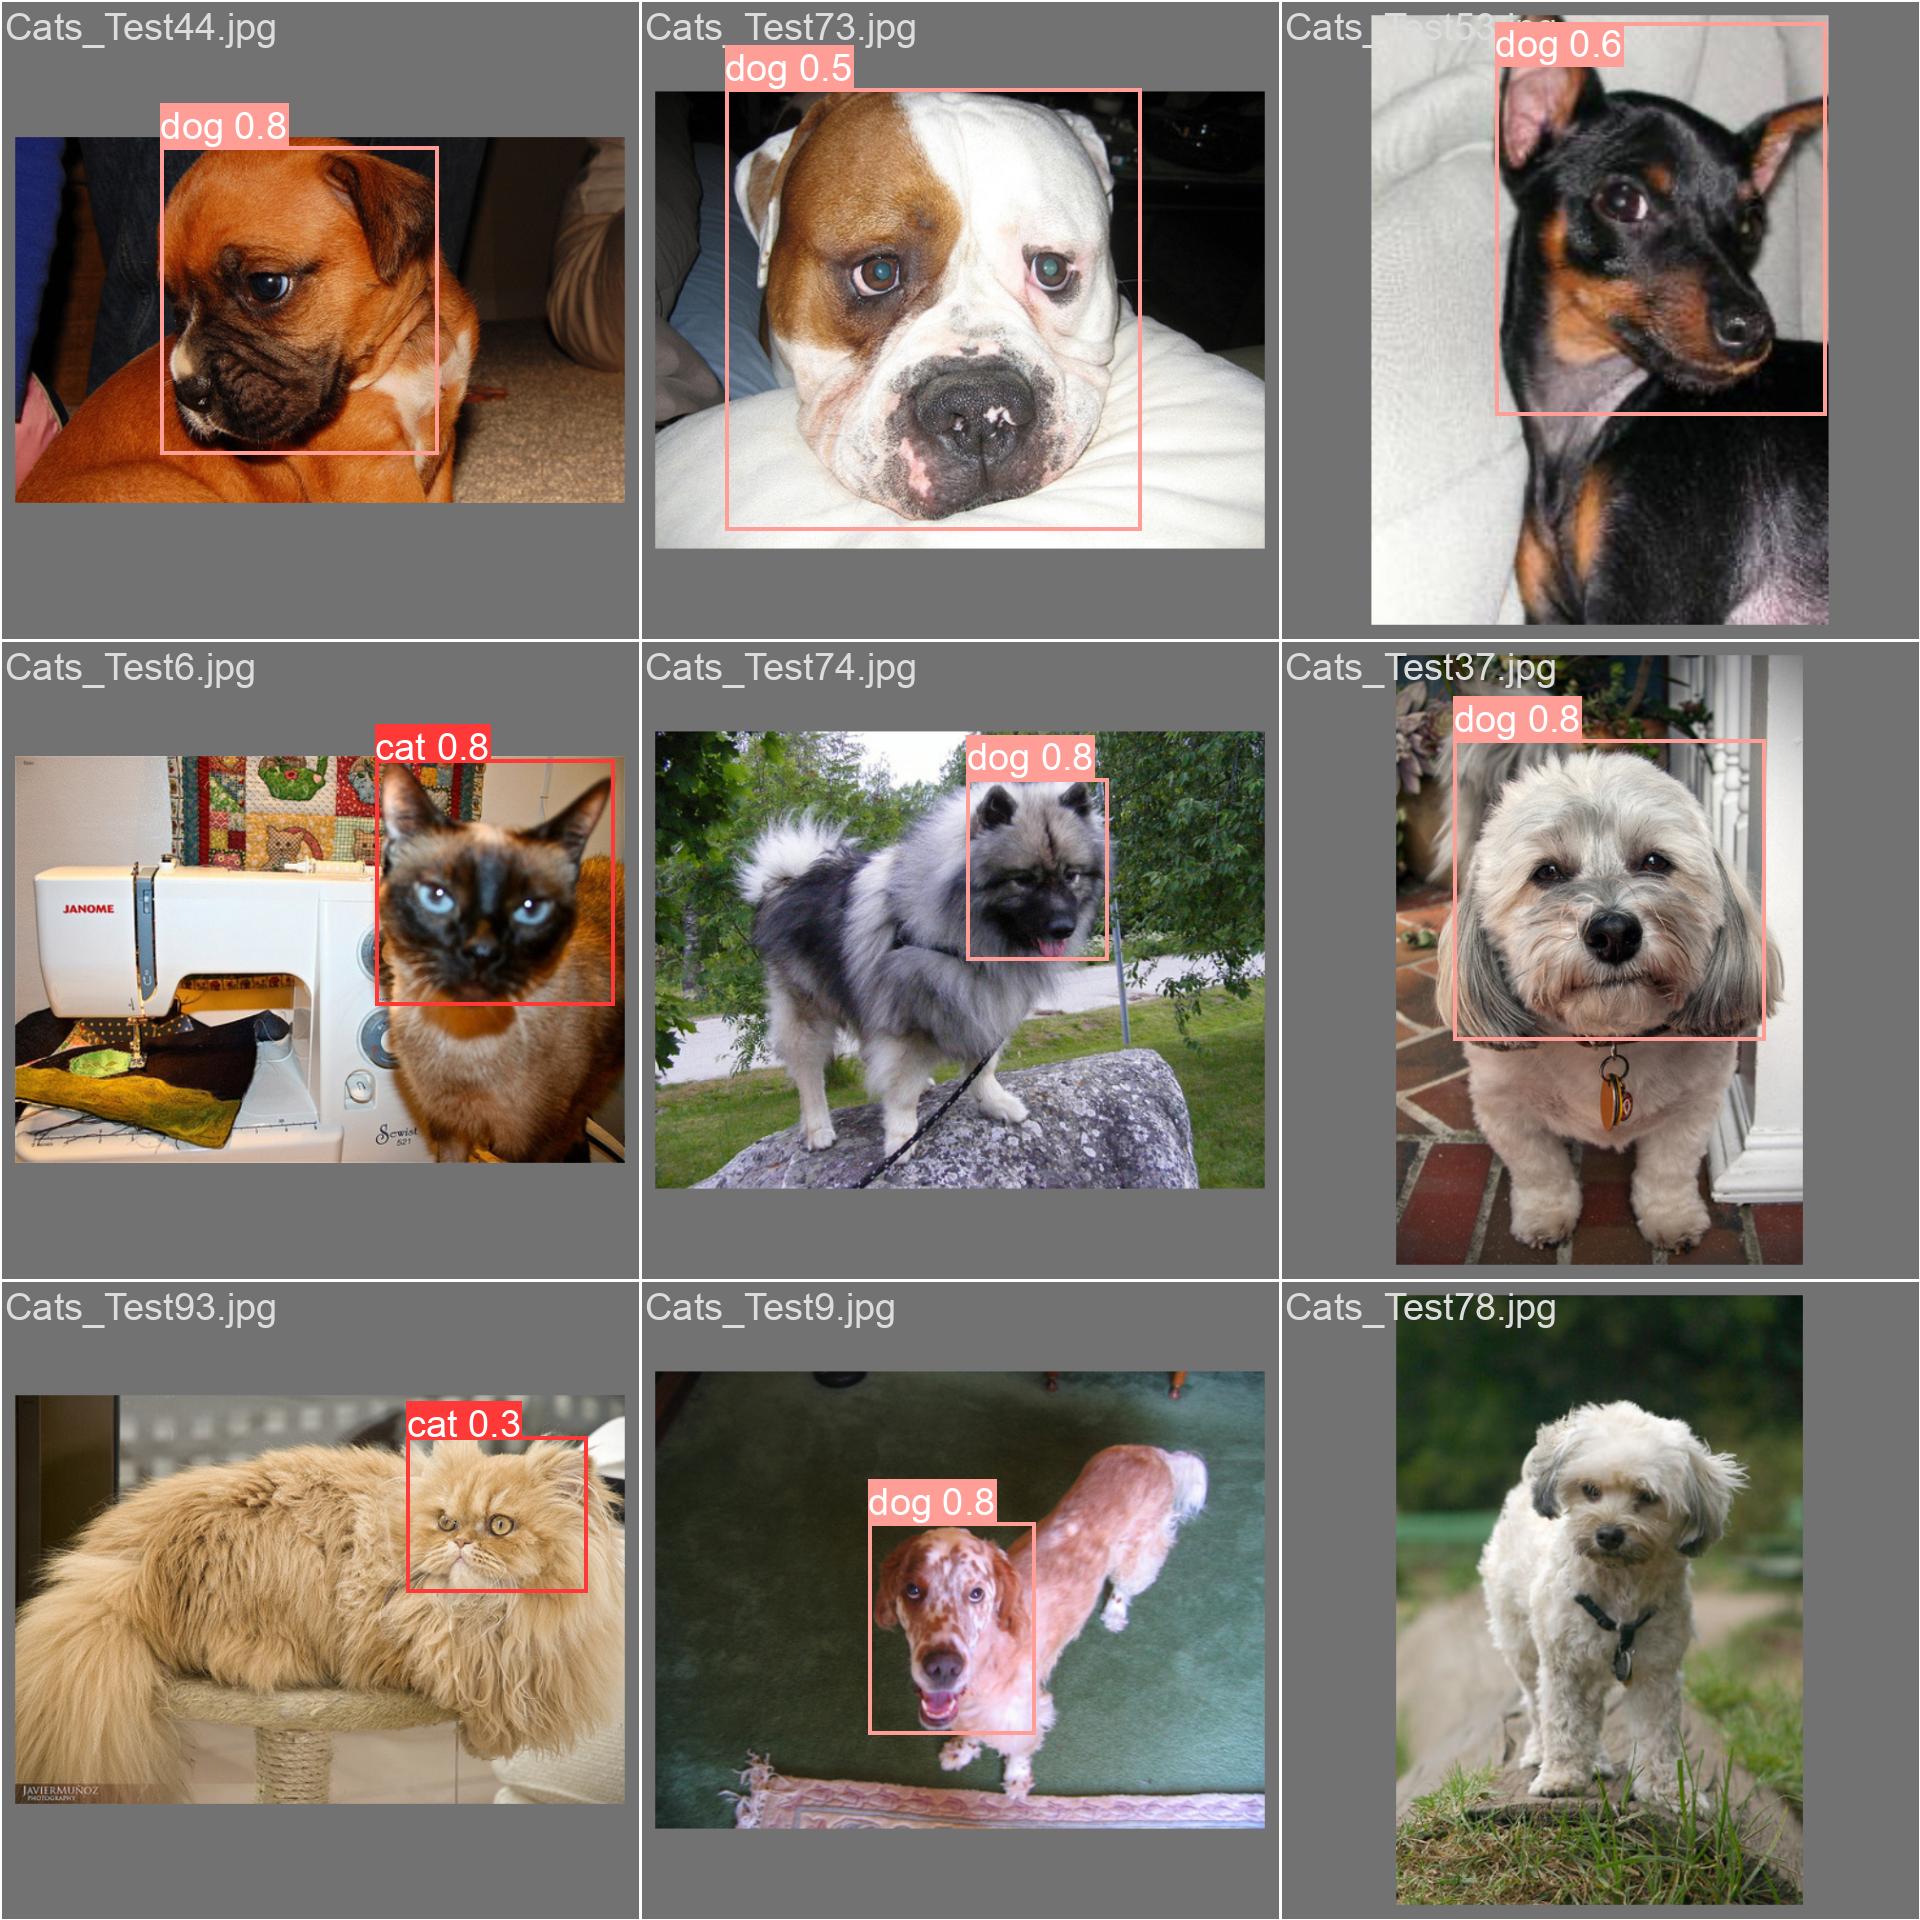 Cats_Test44.jpg
dog 0.8
Cats_Test73.jpg
dog 0.5
Cats_Test53.jpg
dog 0.6
Cats_Test6.jpg
cat 0.8
JANOME
Sewist
521
Cats_Test74.jpg
dog 0.8
Cats_Test37.jpg
dog 0.8
Cats_Test93.jpg
cat 0.3
JAVIERMUÑOZ
PHOTOGRAPHY
Cats_Test9.jpg
dog 0.8
Cats_Test78.jpg